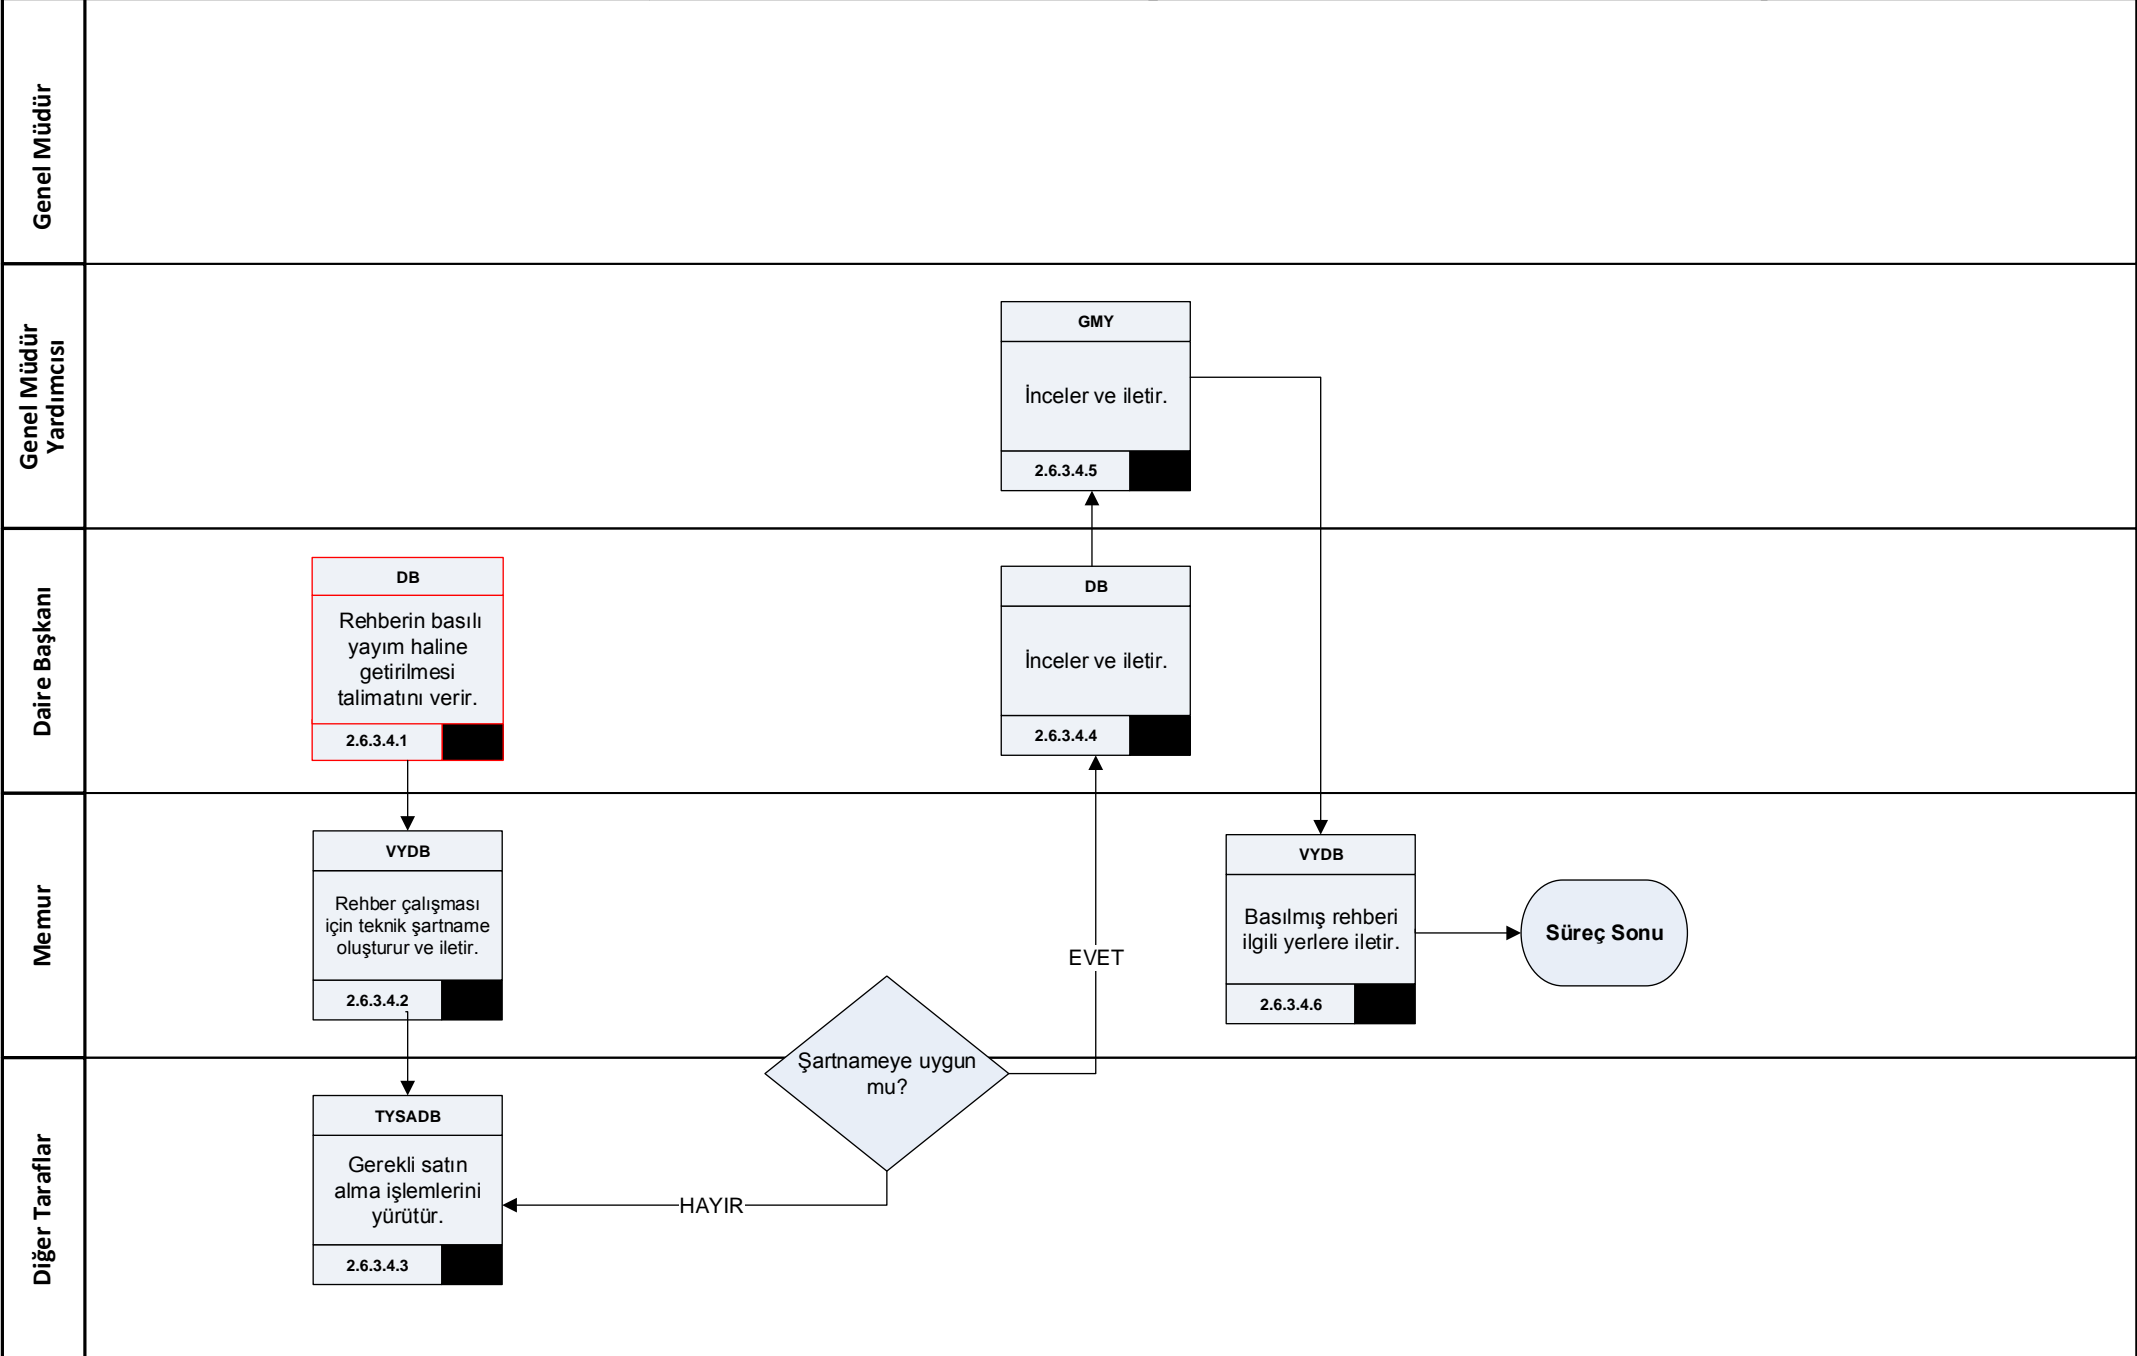 Genel Müdür
Genel Müdür
Yardımcısı
GMY
İnceler ve iletir.
2.6.3.4.5
Daire Başkanı
DB
Rehberin basılı
yayım haline
getirilmesi
talimatını verir.
2.6.3.4.1
DB
İnceler ve iletir.
2.6.3.4.4
Memur
VYDB
Rehber çalışması
için teknik şartname
oluşturur ve iletir.
2.6.3.4.2
EVET
VYDB
Basılmış rehberi
ilgili yerlere iletir.
2.6.3.4.6
Süreç Sonu
Diğer Taraflar
Şartnameye uygun
mu?
TYSADB
Gerekli satın
alma işlemlerini
yürütür.
2.6.3.4.3
HAYIR